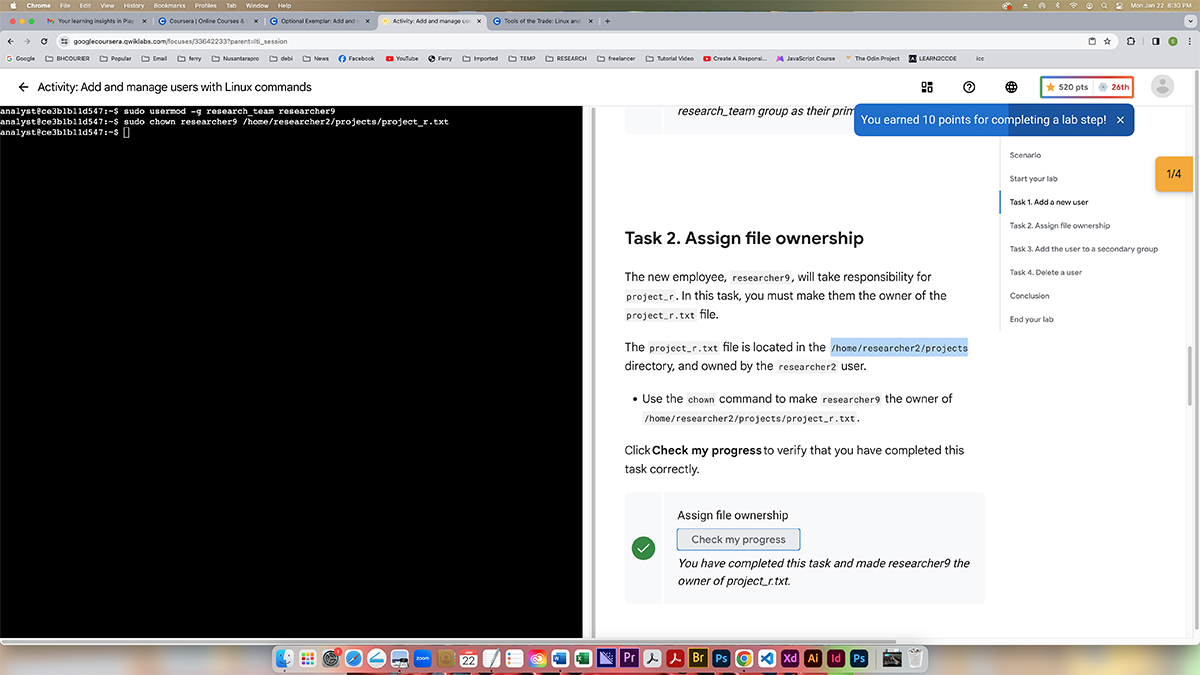 Chrome File Edit View History Bookmarks Profiles Tab Window Help Mon Jan 22 8:30 PM
Your learning insights in Play Coursera | Online Courses & Optional Exemplar: Add and Activity: Add and manage use Tools of the Trade: Linux and
googlecoursera.qwiklabs.com/focuses/33642233?parent=lti_session
Google BHCOURIER Popular Email ferry Nusantarapro debi News Facebook YouTube Ferry Imported TEMP RESEARCH freelancer Tutorial Video Create A Responsi... JavaScript Course The Odin Project LEARN2CODE icc
Activity: Add and manage users with Linux commands
520 pts 26th
analyst@ce3b1b11d547:~$ sudo usermod -g research_team researcher9
analyst@ce3b1b11d547:~$ sudo chown researcher9 /home/researcher2/projects/project_r.txt
analyst@ce3b1b11d547:~$
research_team group as their prim
You earned 10 points for completing a lab step!
1/4
Scenario
Start your lab
Task 1. Add a new user
Task 2. Assign file ownership
Task 3. Add the user to a secondary group
Task 4. Delete a user
Conclusion
End your lab
Task 2. Assign file ownership
The new employee, researcher9, will take responsibility for
project_r. In this task, you must make them the owner of the
project_r.txt file.
The project_r.txt file is located in the /home/researcher2/projects
directory, and owned by the researcher2 user.
• Use the chown command to make researcher9 the owner of
/home/researcher2/projects/project_r.txt.
Click Check my progress to verify that you have completed this
task correctly.
Assign file ownership
Check my progress
You have completed this task and made researcher9 the
owner of project_r.txt.
zoom 22 Pr Br Ps Xd Ai Id Ps